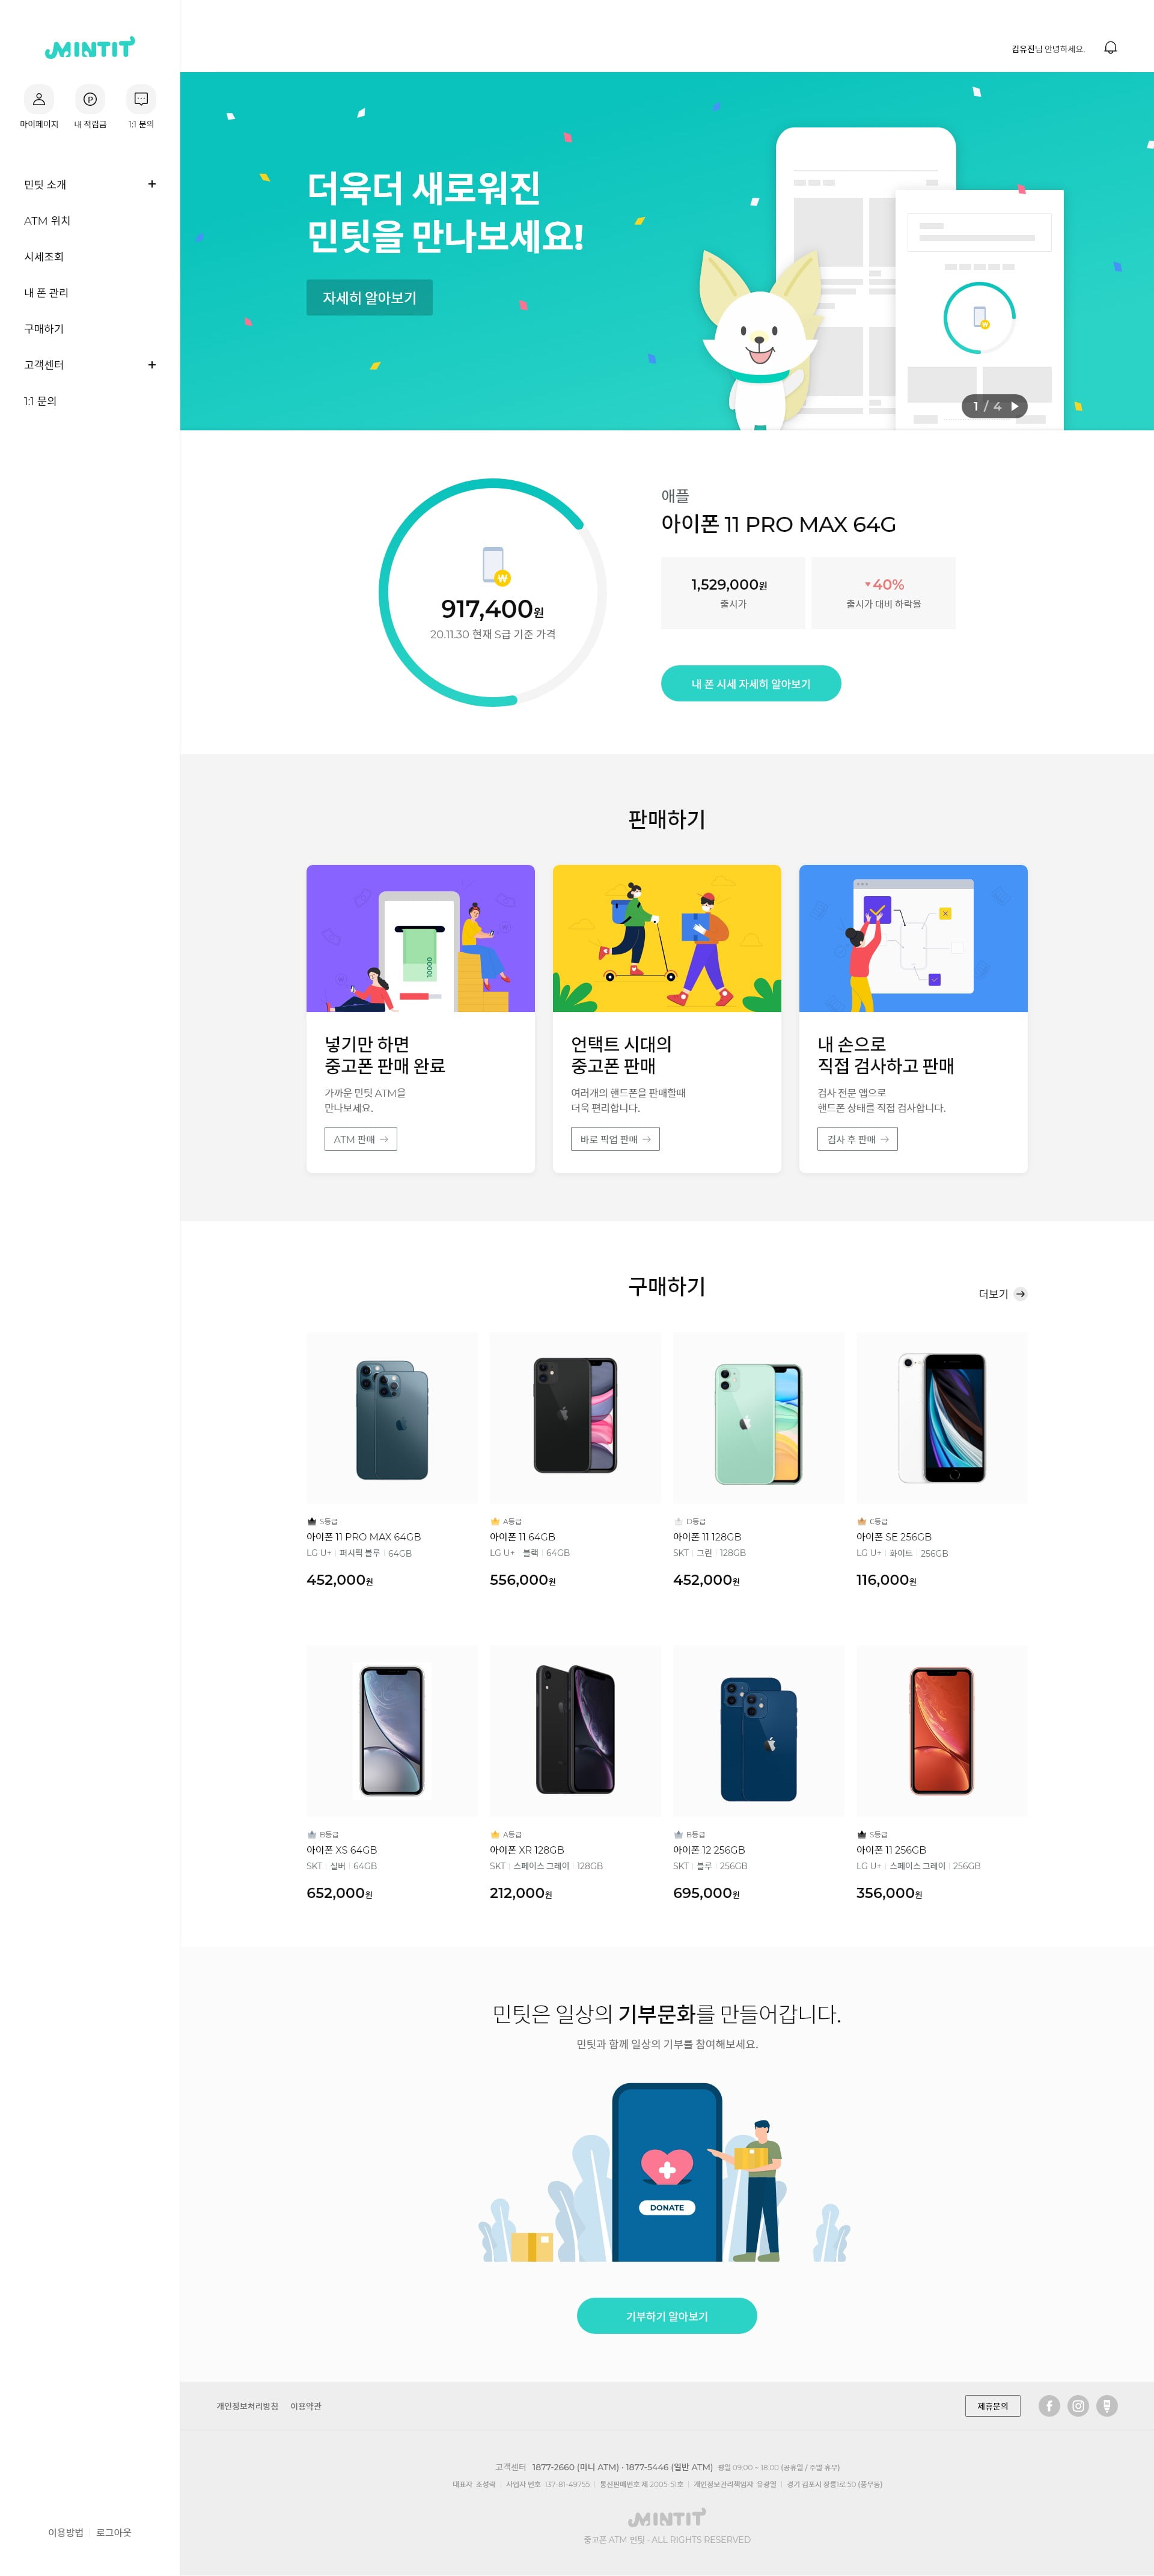 MINTIT
마이페이지
내 적립금
1:1 문의
민팃 소개
ATM 위치
시세조회
내 폰 관리
구매하기
고객센터
1:1 문의
이용방법
로그아웃
김유진님 안녕하세요.
더욱더 새로워진
민팃을 만나보세요!
자세히 알아보기
1 / 4
917,400원
20.11.30 현재 S급 기준 가격
애플
아이폰 11 PRO MAX 64G
1,529,000원
출시가
40%
출시가 대비 하락율
내 폰 시세 자세히 알아보기
판매하기
10000
넣기만 하면
중고폰 판매 완료
가까운 민팃 ATM을
만나보세요.
ATM 판매
언택트 시대의
중고폰 판매
여러개의 핸드폰을 판매할때
더욱 편리합니다.
바로 픽업 판매
내 손으로
직접 검사하고 판매
검사 전문 앱으로
핸드폰 상태를 직접 검사합니다.
검사 후 판매
구매하기
더보기
S등급
아이폰 11 PRO MAX 64GB
LG U+ | 퍼시픽 블루 | 64GB
452,000원
A등급
아이폰 11 64GB
LG U+ | 블랙 | 64GB
556,000원
D등급
아이폰 11 128GB
SKT | 그린 | 128GB
452,000원
C등급
아이폰 SE 256GB
LG U+ | 화이트 | 256GB
116,000원
B등급
아이폰 XS 64GB
SKT | 실버 | 64GB
652,000원
A등급
아이폰 XR 128GB
SKT | 스페이스 그레이 | 128GB
212,000원
B등급
아이폰 12 256GB
SKT | 블루 | 256GB
695,000원
S등급
아이폰 11 256GB
LG U+ | 스페이스 그레이 | 256GB
356,000원
민팃은 일상의 기부문화를 만들어갑니다.
민팃과 함께 일상의 기부를 참여해보세요.
DONATE
기부하기 알아보기
개인정보처리방침
이용약관
제휴문의
고객센터 1877-2660 (미니 ATM) · 1877-5446 (일반 ATM) 평일 09:00 ~ 18:00 (공휴일 / 주말 휴무)
대표자 조성락 | 사업자 번호 137-81-49755 | 통신판매번호 제 2005-51호 | 개인정보관리책임자 유광열 | 경기 김포시 장릉1로 50 (풍무동)
MINTIT
중고폰 ATM 민팃 · ALL RIGHTS RESERVED